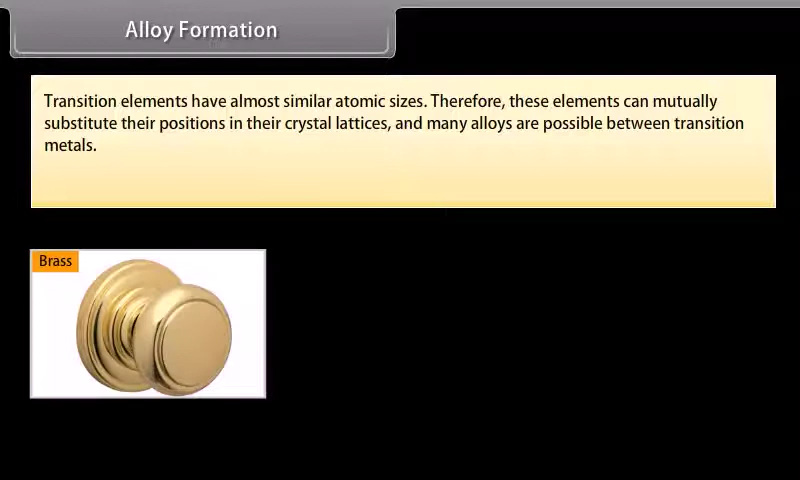 Alloy Formation
Transition elements have almost similar atomic sizes. Therefore, these elements can mutually
substitute their positions in their crystal lattices, and many alloys are possible between transition
metals.
Brass